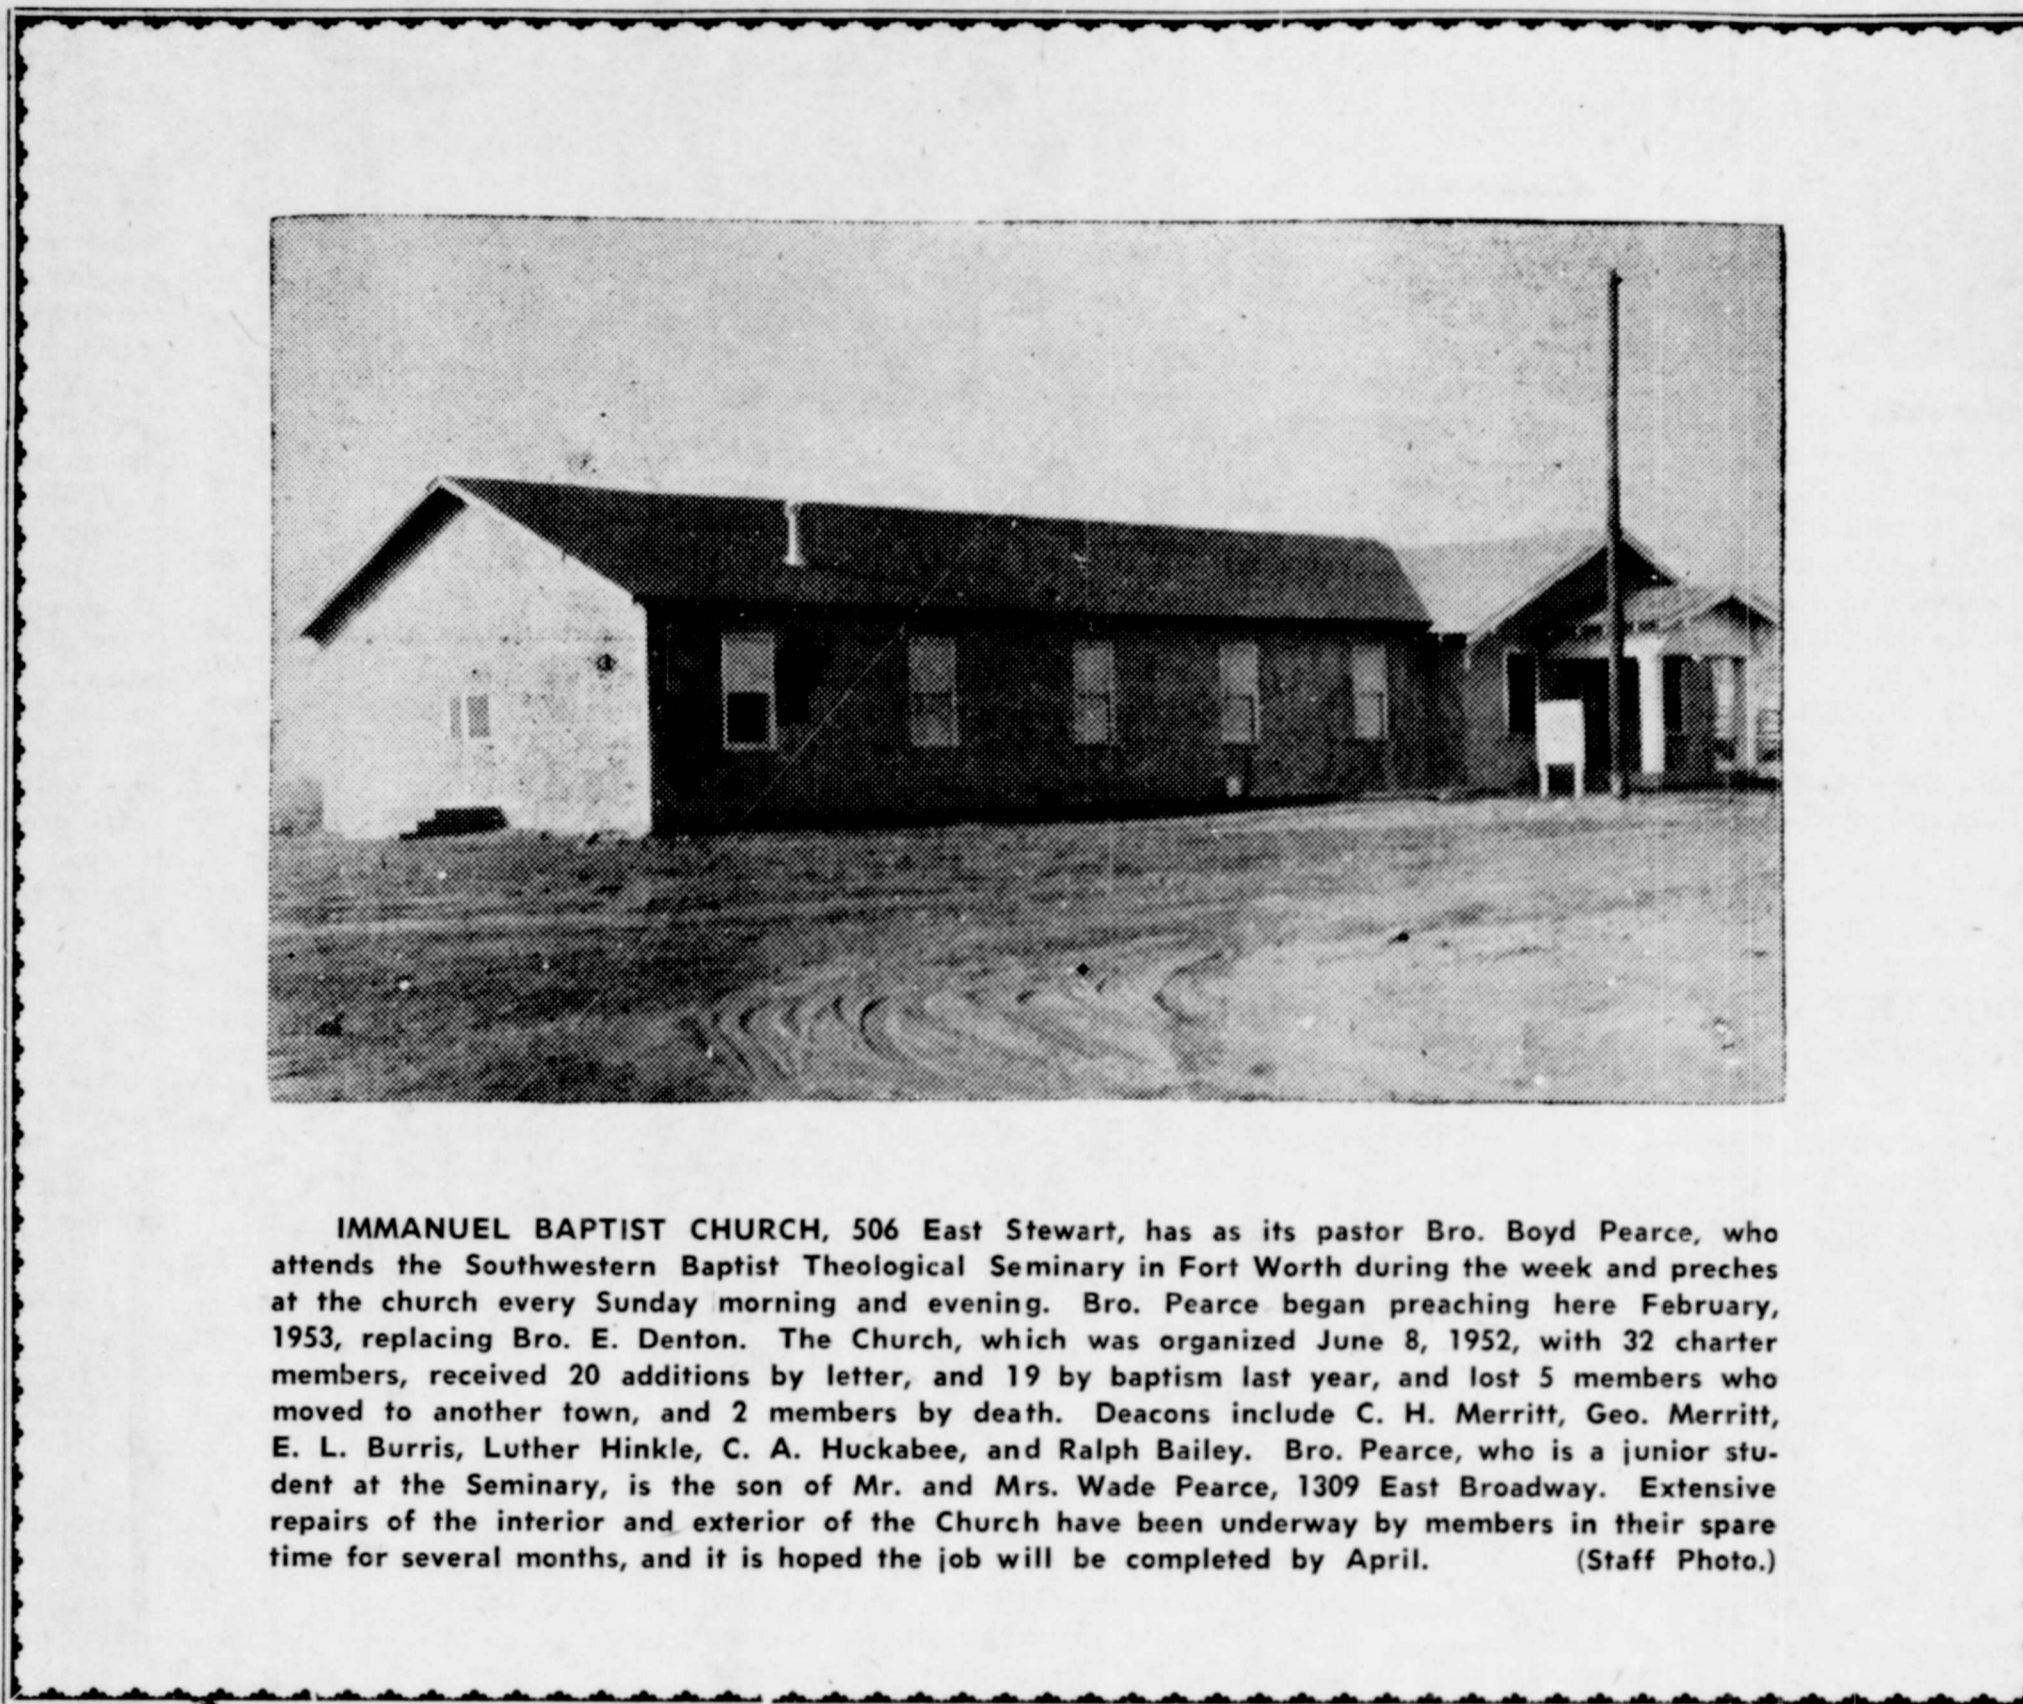 IMMANUEL BAPTIST CHURCH, 506 East Stewart, has as its pastor Bro. Boyd Pearce, who
attends the Southwestern Baptist Theological Seminary in Fort Worth during the week and preches
at the church every Sunday morning and evening. Bro. Pearce began preaching here February,
1953, replacing Bro. E. Denton. The Church, which was organized June 8, 1952, with 32 charter
members, received 20 additions by letter, and 19 by baptism last year, and lost 5 members who
moved to another town, and 2 members by death. Deacons include C. H. Merritt, Geo. Merritt,
E. L. Burris, Luther Hinkle, C. A. Huckabee, and Ralph Bailey. Bro. Pearce, who is a junior stu-
dent at the Seminary, is the son of Mr. and Mrs. Wade Pearce, 1309 East Broadway. Extensive
repairs of the interior and exterior of the Church have been underway by members in their spare
time for several months, and it is hoped the job will be completed by April. (Staff Photo.)